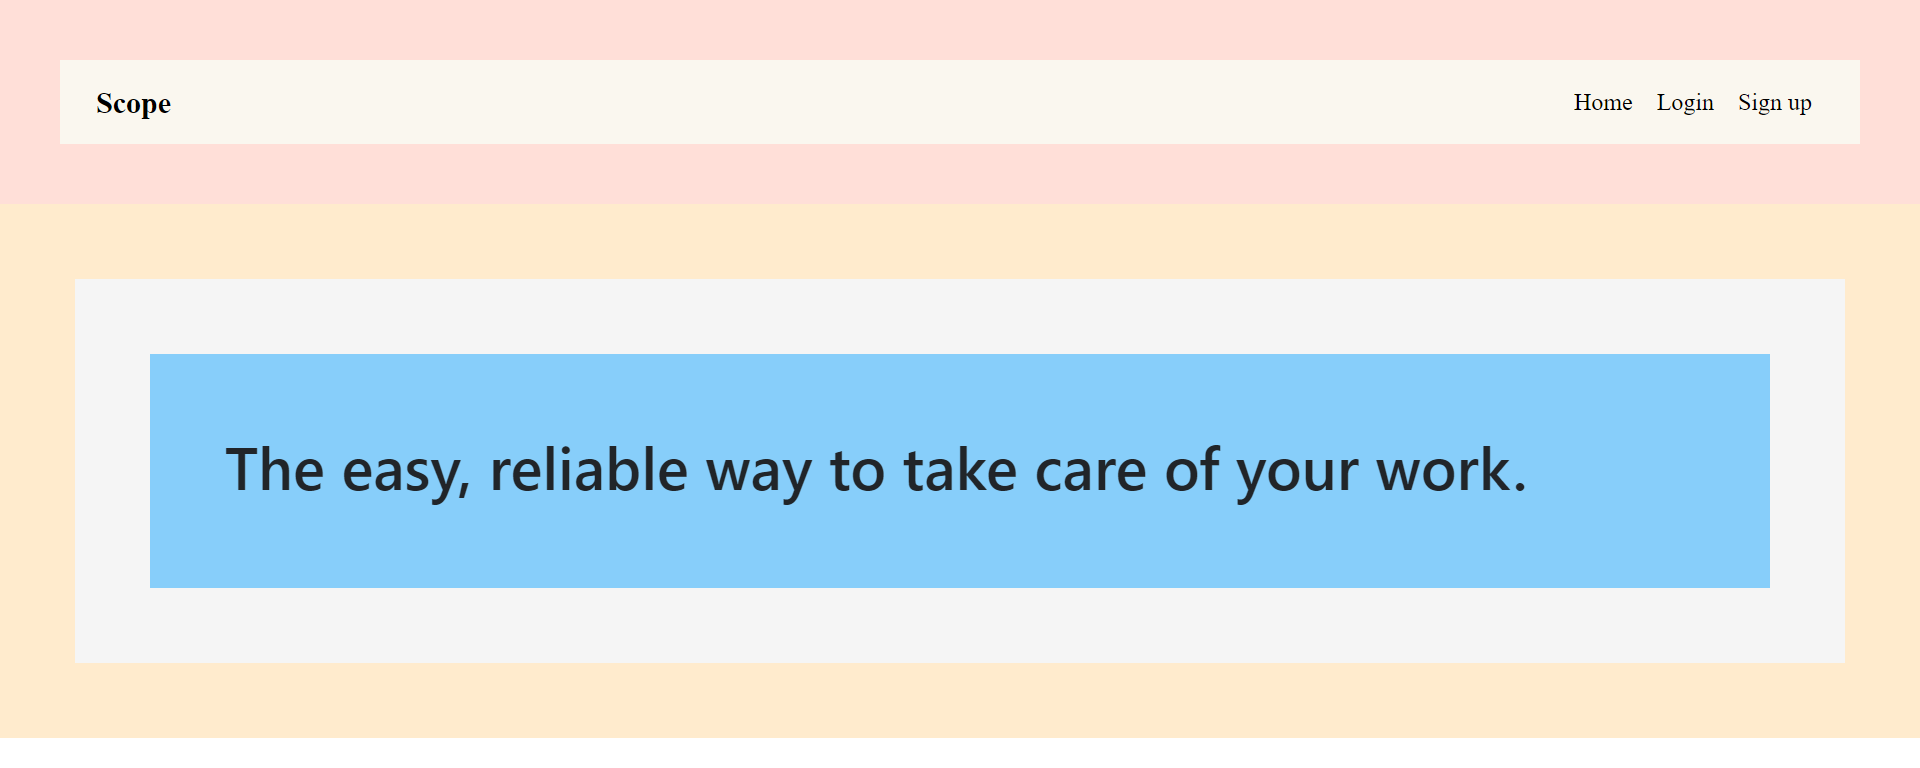 Scope
Home Login Sign up
The easy, reliable way to take care of your work.